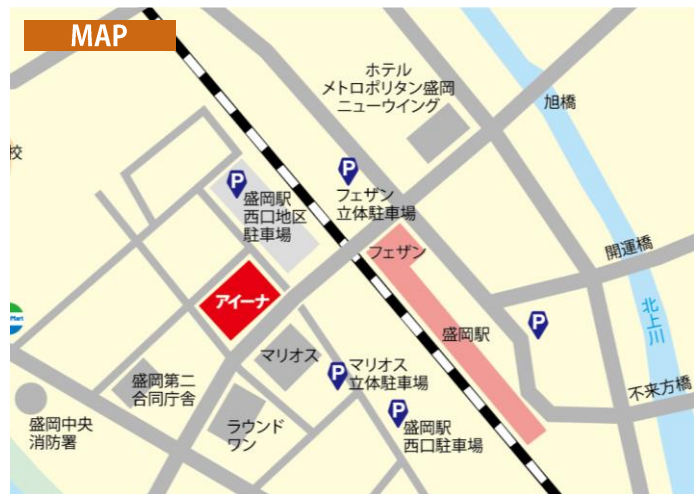 MAP
ホテル
メトロポリタン盛岡
ニューウイング
旭橋
校
P
盛岡駅
西口地区
駐車場
P
フェザン
立体駐車場
フェザン
開運橋
北上川
アイーナ
盛岡駅
P
マリオス
P
マリオス
立体駐車場
不来方橋
盛岡第二
合同庁舎
盛岡中央
消防署
ラウンド
ワン
P
盛岡駅
西口駐車場